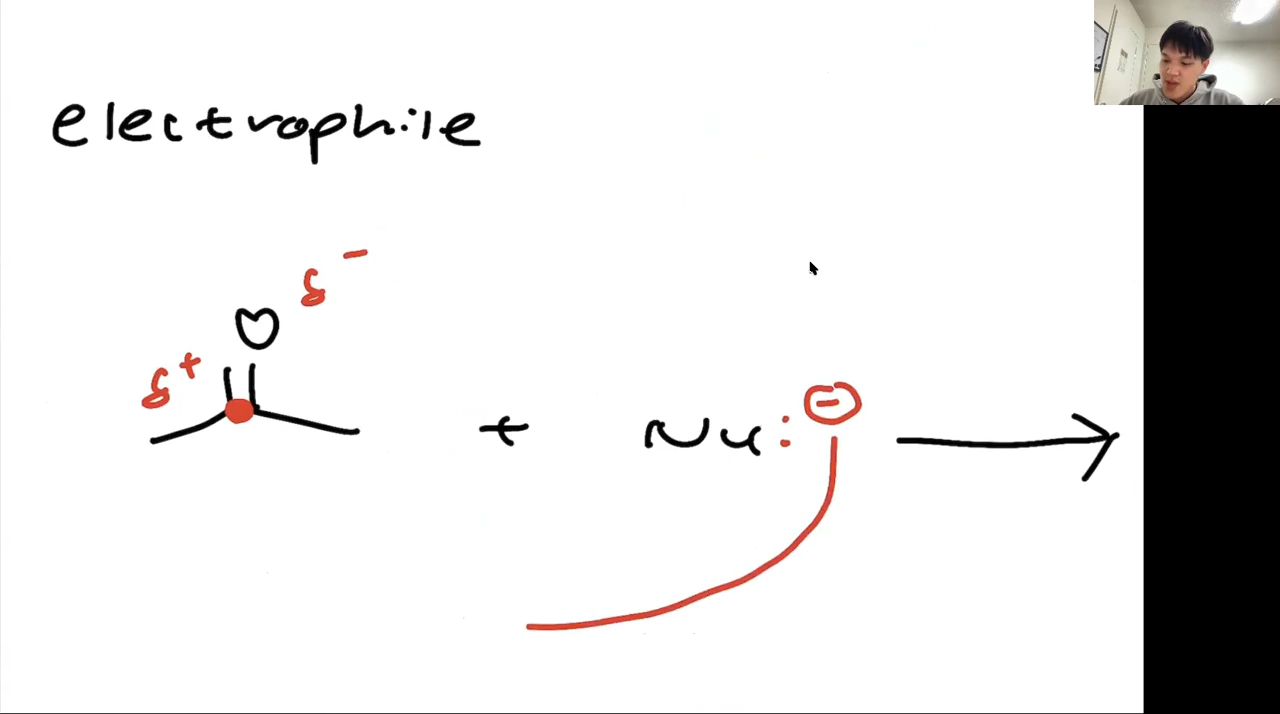 electrophile
δ-
O
δ+
+ Nu: -